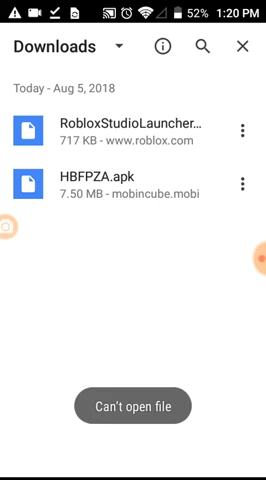 52% 1:20 PM
Downloads
Today - Aug 5, 2018
RobloxStudioLauncher...
717 KB - www.roblox.com
HBFPZA.apk
7.50 MB - mobincube.mobi
Can't open file